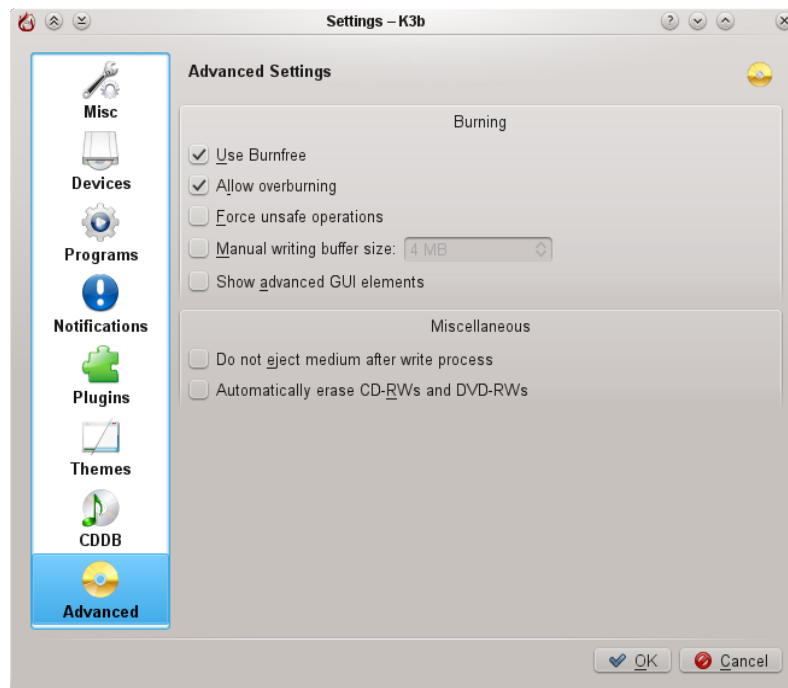 Settings – K3b
Misc
Devices
Programs
Notifications
Plugins
Themes
CDDB
Advanced
Advanced Settings
Burning
Use Burnfree
Allow overburning
Force unsafe operations
Manual writing buffer size: 4 MB
Show advanced GUI elements
Miscellaneous
Do not eject medium after write process
Automatically erase CD-RWs and DVD-RWs
OK Cancel